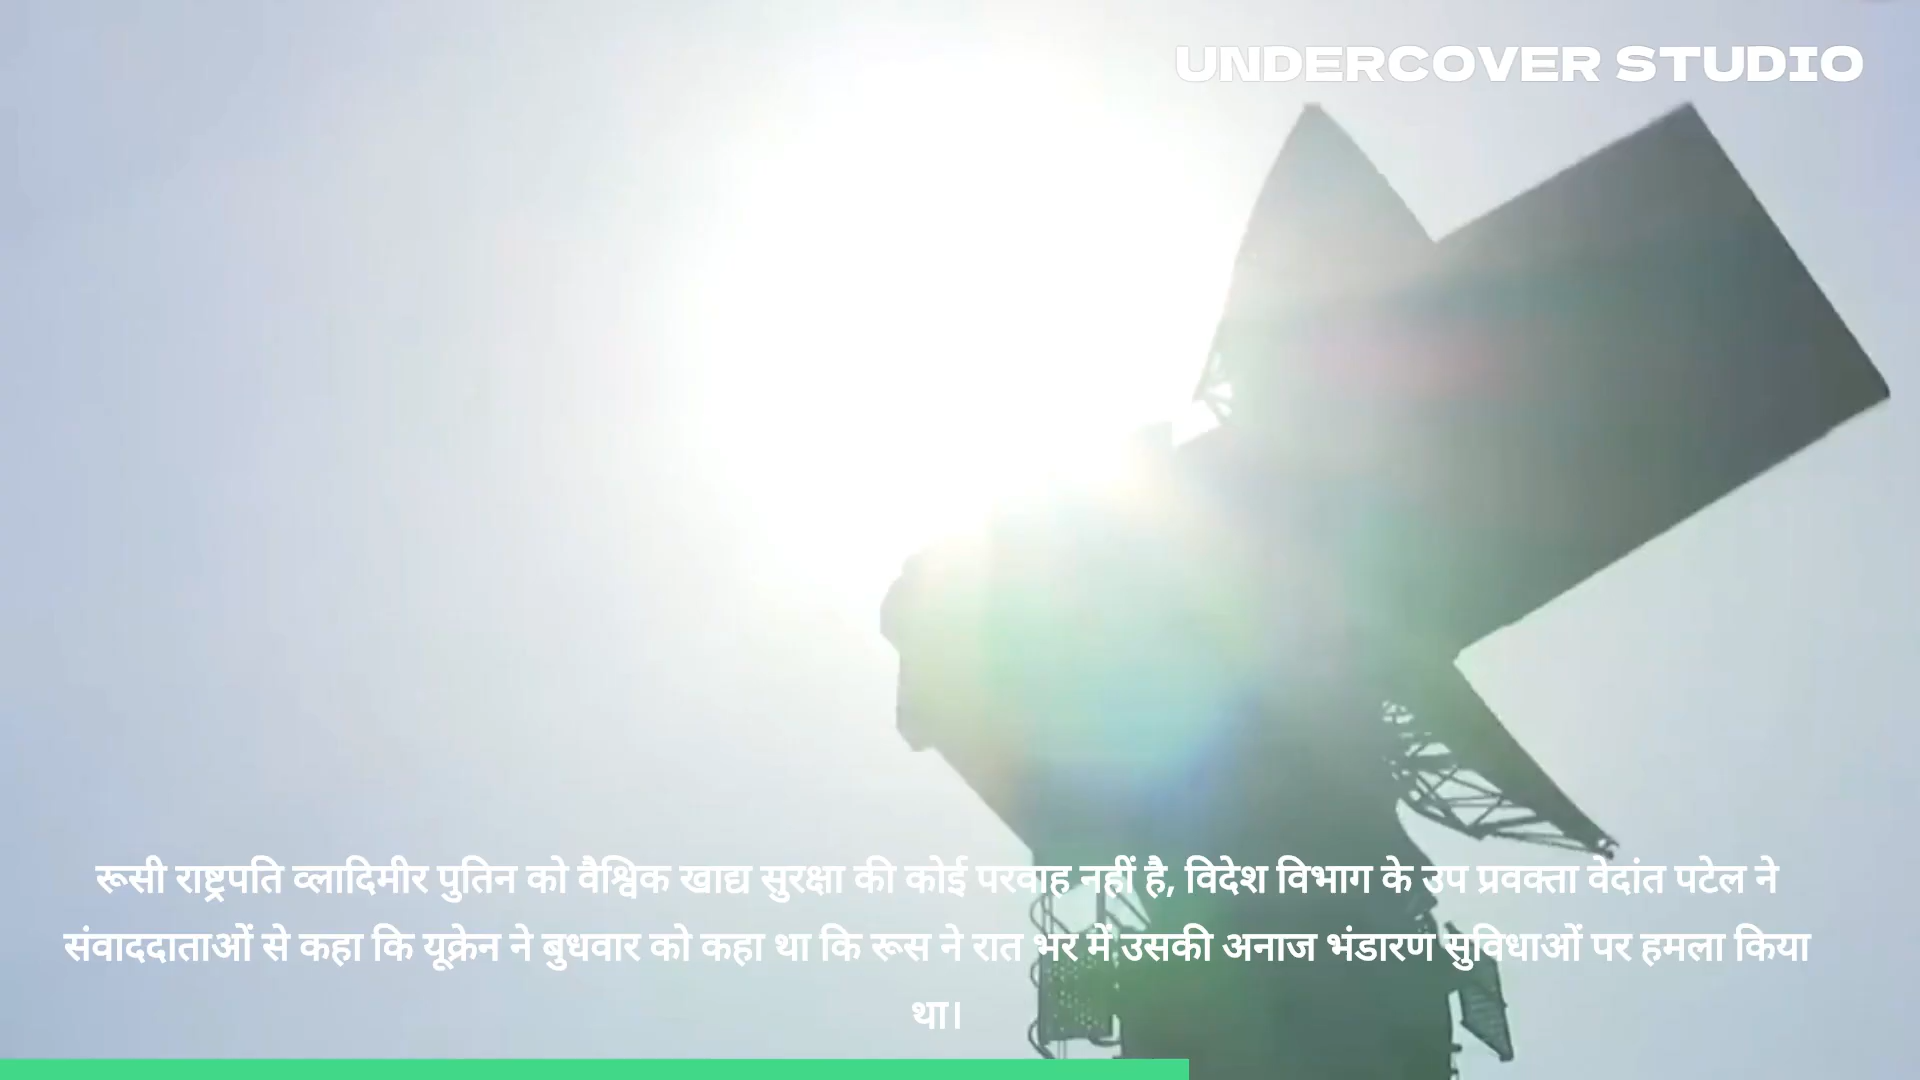 UNDERCOVER STUDIO
रूसी राष्ट्रपति व्लादिमीर पुतिन को वैश्विक खाद्य सुरक्षा की कोई परवाह नहीं है, विदेश विभाग के उप प्रवक्ता वेदांत पटेल ने
संवाददाताओं से कहा कि यूक्रेन ने बुधवार को कहा था कि रूस ने रात भर में उसकी अनाज भंडारण सुविधाओं पर हमला किया
था।